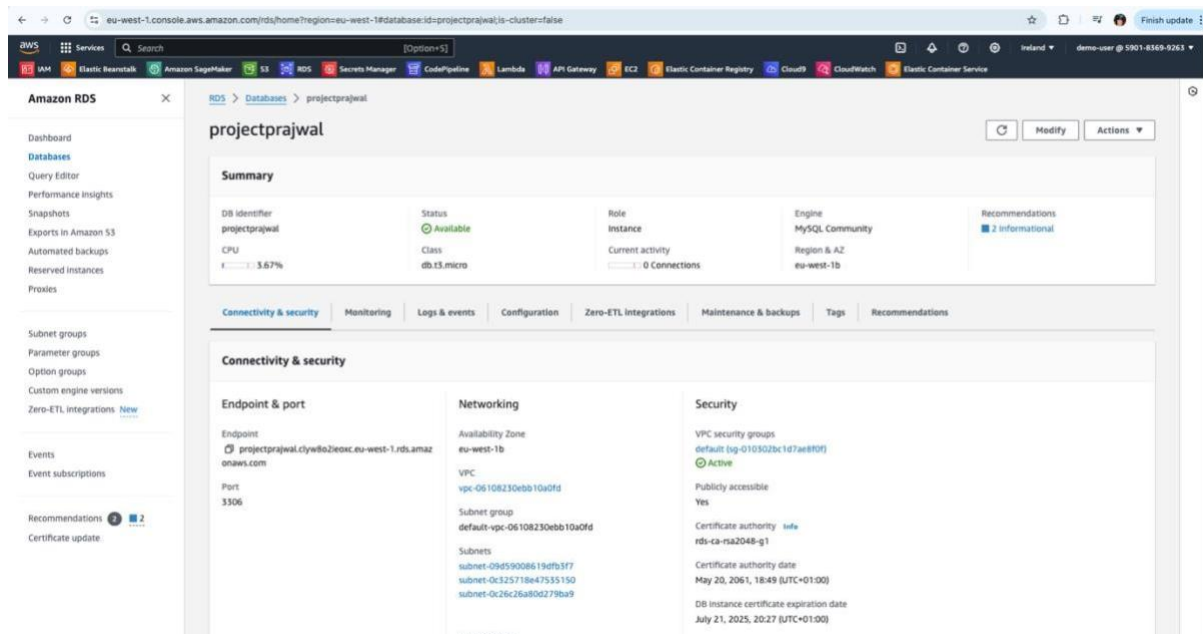 eu-west-1.console.aws.amazon.com/rds/home?region=eu-west-1#database:id=projectprajwal;is-cluster=false
Finish update
aws Services Search [Option+S] Ireland demo-user @ 5901-8369-9263
IAM Elastic Beanstalk Amazon SageMaker S3 RDS Secrets Manager CodePipeline Lambda API Gateway EC2 Elastic Container Registry Cloud9 CloudWatch Elastic Container Service
Amazon RDS
Dashboard
Databases
Query Editor
Performance insights
Snapshots
Exports in Amazon S3
Automated backups
Reserved instances
Proxies
Subnet groups
Parameter groups
Option groups
Custom engine versions
Zero-ETL integrations New
Events
Event subscriptions
Recommendations 2 2
Certificate update
RDS > Databases > projectprajwal
projectprajwal
Modify Actions
Summary
DB identifier
projectprajwal
Status
Available
Role
Instance
Engine
MySQL Community
Recommendations
2 Informational
CPU
3.67%
Class
db.t3.micro
Current activity
0 Connections
Region & AZ
eu-west-1b
Connectivity & security Monitoring Logs & events Configuration Zero-ETL integrations Maintenance & backups Tags Recommendations
Connectivity & security
Endpoint & port
Endpoint
projectprajwal.clyw8o2ieoxc.eu-west-1.rds.amaz
onaws.com
Port
3306
Networking
Availability Zone
eu-west-1b
VPC
vpc-06108230ebb10a0fd
Subnet group
default-vpc-06108230ebb10a0fd
Subnets
subnet-09d59008619dfb3f7
subnet-0c325718e47535150
subnet-0c26c26a80d279ba9
Security
VPC security groups
default (sg-010302bc1d7ae8f0f)
Active
Publicly accessible
Yes
Certificate authority Info
rds-ca-rsa2048-g1
Certificate authority date
May 20, 2061, 18:49 (UTC+01:00)
DB instance certificate expiration date
July 21, 2025, 20:27 (UTC+01:00)